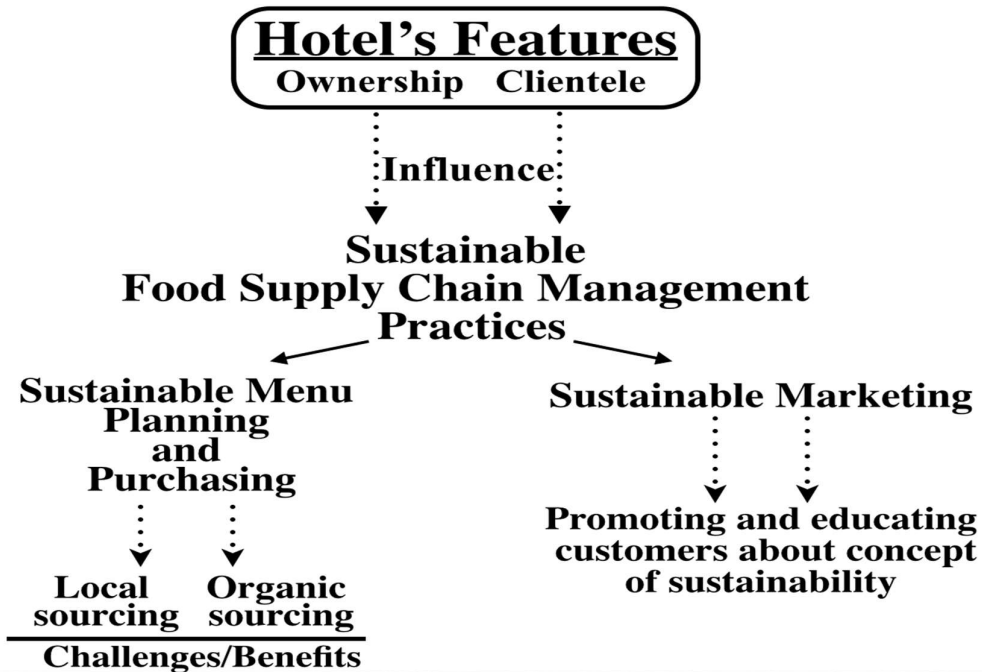 Hotel's Features
Ownership Clientele
Influence
Sustainable
Food Supply Chain Management
Practices
Sustainable Menu
Planning
and
Purchasing
Sustainable Marketing
Local Organic
sourcing sourcing
Challenges/Benefits
Promoting and educating
customers about concept
of sustainability